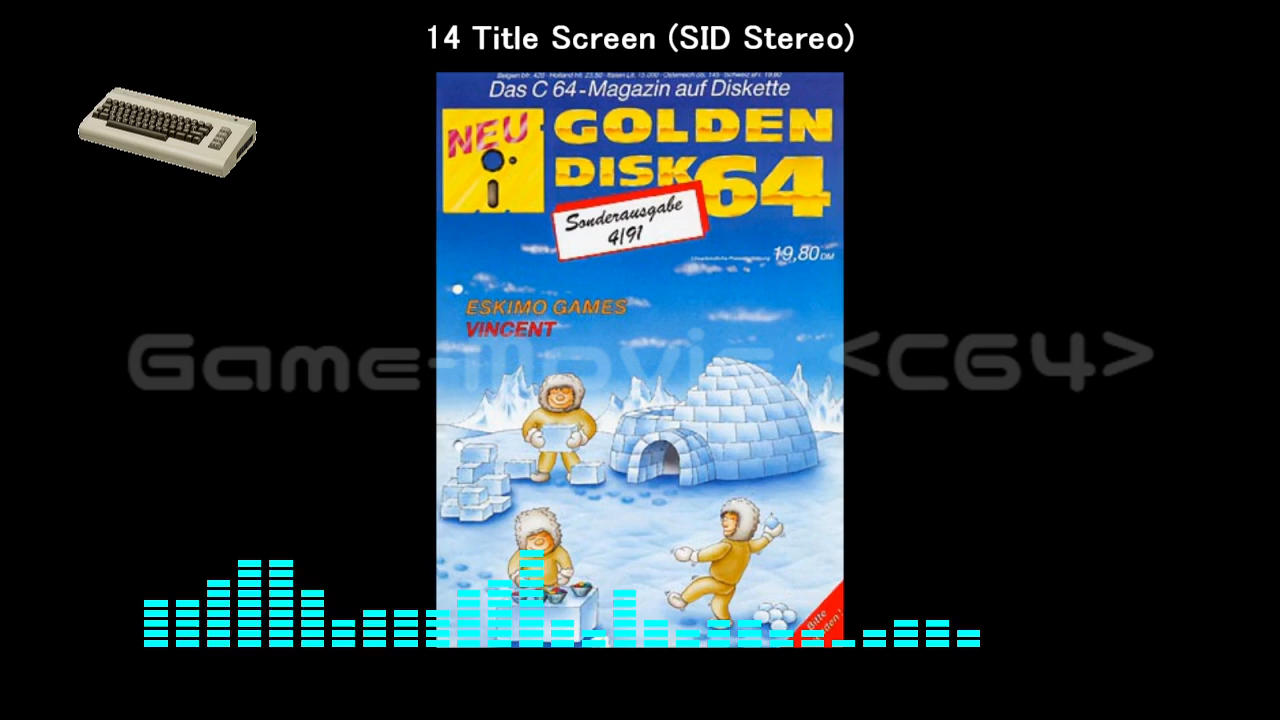 14 Title Screen (SID Stereo)
Das C 64-Magazin auf Diskette
NEU
GOLDEN
DISK 64
Sonderausgabe
4/91
19,80 DM
ESKIMO GAMES
VINCENT
Game-Movie <C64>
Bitte